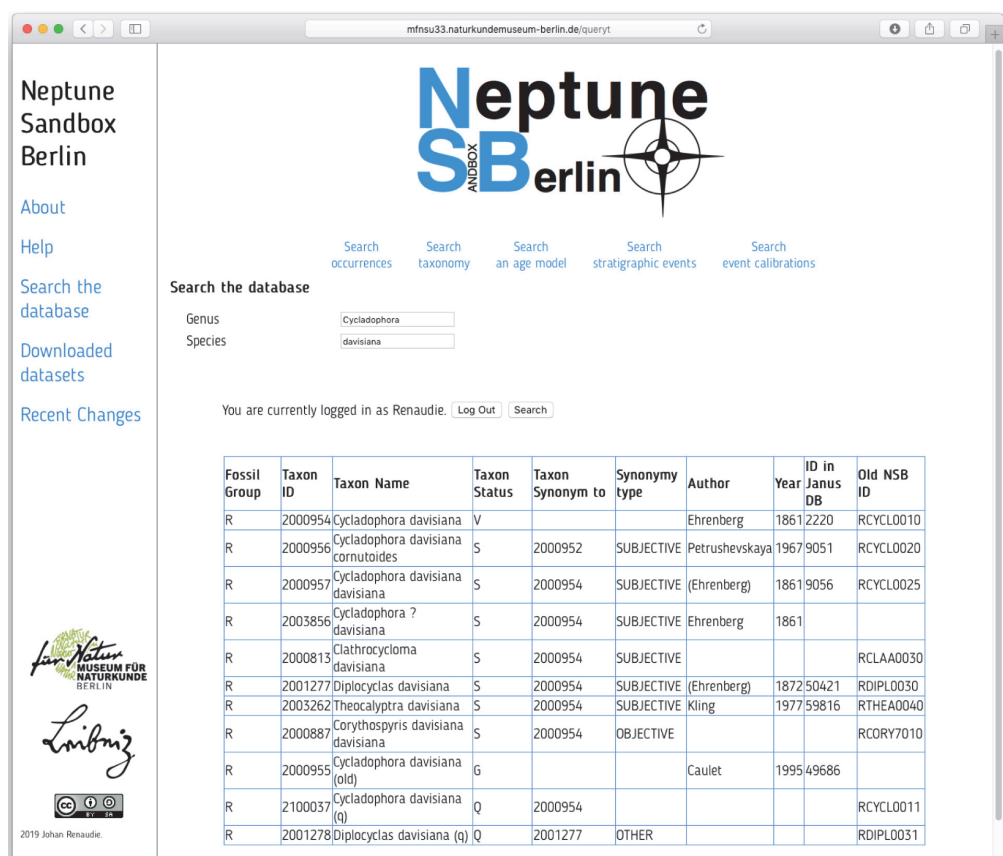 mfnsu33.naturkundemuseum-berlin.de/queryt
Neptune
Sandbox
Berlin
About
Help
Search the
database
Downloaded
datasets
Recent Changes
für Natur
MUSEUM FÜR
NATURKUNDE
BERLIN
Leibniz
cc BY SA
2019 Johan Renaudie.
Neptune
SANDBOX Berlin
Search occurrences
Search taxonomy
Search an age model
Search stratigraphic events
Search event calibrations
Search the database
Genus Cycladophora
Species davisiana
You are currently logged in as Renaudie. Log Out Search
Fossil Group Taxon ID Taxon Name Taxon Status Taxon Synonym to Synonymy type Author Year ID in Janus DB Old NSB ID
R 2000954 Cycladophora davisiana V Ehrenberg 1861 2220 RCYCL0010
R 2000956 Cycladophora davisiana cornutoides S 2000952 SUBJECTIVE Petrushevskaya 1967 9051 RCYCL0020
R 2000957 Cycladophora davisiana davisiana S 2000954 SUBJECTIVE (Ehrenberg) 1861 9056 RCYCL0025
R 2003856 Cycladophora ? davisiana S 2000954 SUBJECTIVE Ehrenberg 1861
R 2000813 Clathrocycloma davisiana S 2000954 SUBJECTIVE RCLAA0030
R 2001277 Diplocyclas davisiana S 2000954 SUBJECTIVE (Ehrenberg) 1872 50421 RDIPL0030
R 2003262 Theocalyptra davisiana S 2000954 SUBJECTIVE Kling 1977 59816 RTHEA0040
R 2000887 Corythospyris davisiana davisiana S 2000954 OBJECTIVE RCORY7010
R 2000955 Cycladophora davisiana (old) G Caulet 1995 49686
R 2100037 Cycladophora davisiana (q) Q 2000954 RCYCL0011
R 2001278 Diplocyclas davisiana (q) Q 2001277 OTHER RDIPL0031